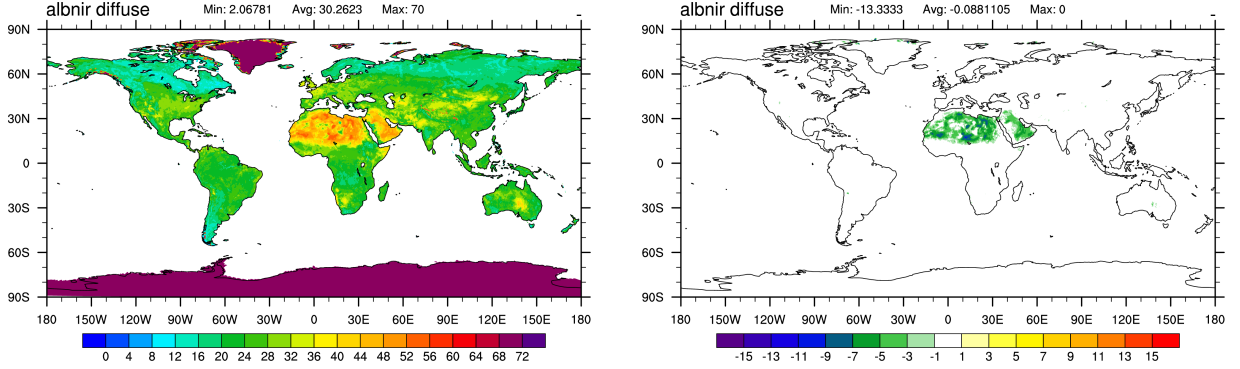 albnir diffuse Min: 2.06781 Avg: 30.2623 Max: 70
90N
60N
30N
0
30S
60S
90S
180 150W 120W 90W 60W 30W 0 30E 60E 90E 120E 150E 180
0 4 8 12 16 20 24 28 32 36 40 44 48 52 56 60 64 68 72
albnir diffuse Min: -13.3333 Avg: -0.0881105 Max: 0
90N
60N
30N
0
30S
60S
90S
180 150W 120W 90W 60W 30W 0 30E 60E 90E 120E 150E 180
-15 -13 -11 -9 -7 -5 -3 -1 1 3 5 7 9 11 13 15